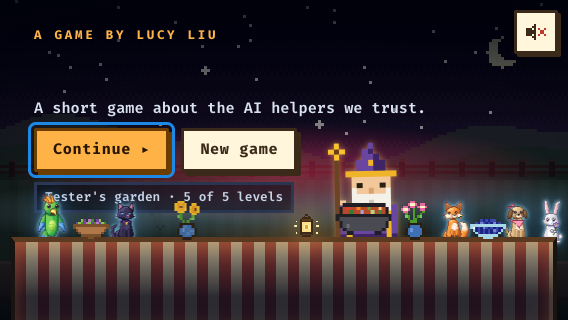 A GAME BY LUCY LIU
A short game about the AI helpers we trust.
Continue ▸
New game
Tester's garden · 5 of 5 levels